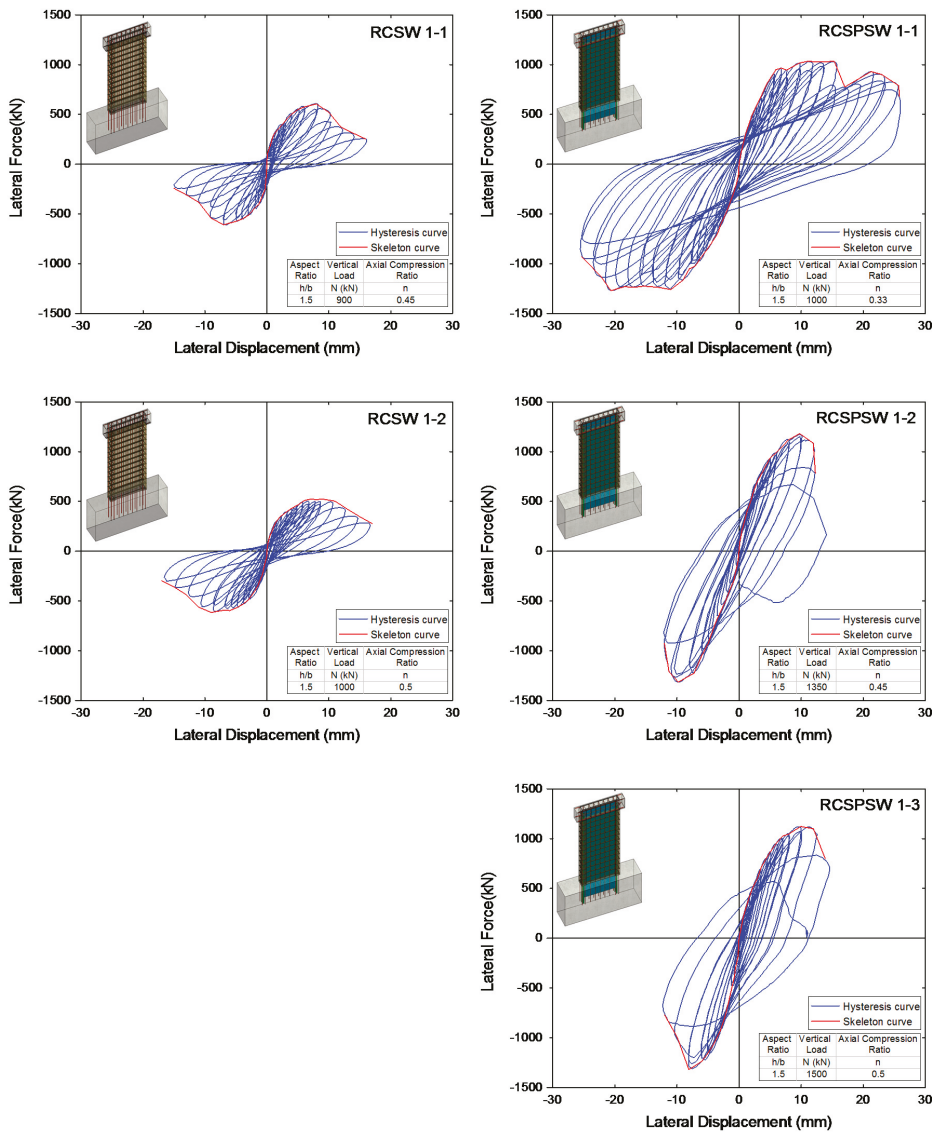 RCSW 1-1
1500
1000
500
0
-500
-1000
-1500
Lateral Force(kN)
Hysteresis curve
Skeleton curve
Aspect Vertical Axial Compression
Ratio Load Ratio
h/b N (kN) n
1.5 900 0.45
-30 -20 -10 0 10 20 30
Lateral Displacement (mm)
RCSPSW 1-1
1500
1000
500
0
-500
-1000
-1500
Lateral Force(kN)
Hysteresis curve
Skeleton curve
Aspect Vertical Axial Compression
Ratio Load Ratio
h/b N (kN) n
1.5 1000 0.33
-30 -20 -10 0 10 20 30
Lateral Displacement (mm)
RCSW 1-2
1500
1000
500
0
-500
-1000
-1500
Lateral Force(kN)
Hysteresis curve
Skeleton curve
Aspect Vertical Axial Compression
Ratio Load Ratio
h/b N (kN) n
1.5 1000 0.5
-30 -20 -10 0 10 20 30
Lateral Displacement (mm)
RCSPSW 1-2
1500
1000
500
0
-500
-1000
-1500
Lateral Force(kN)
Hysteresis curve
Skeleton curve
Aspect Vertical Axial Compression
Ratio Load Ratio
h/b N (kN) n
1.5 1350 0.45
-30 -20 -10 0 10 20 30
Lateral Displacement (mm)
RCSPSW 1-3
1500
1000
500
0
-500
-1000
-1500
Lateral Force(kN)
Hysteresis curve
Skeleton curve
Aspect Vertical Axial Compression
Ratio Load Ratio
h/b N (kN) n
1.5 1500 0.5
-30 -20 -10 0 10 20 30
Lateral Displacement (mm)